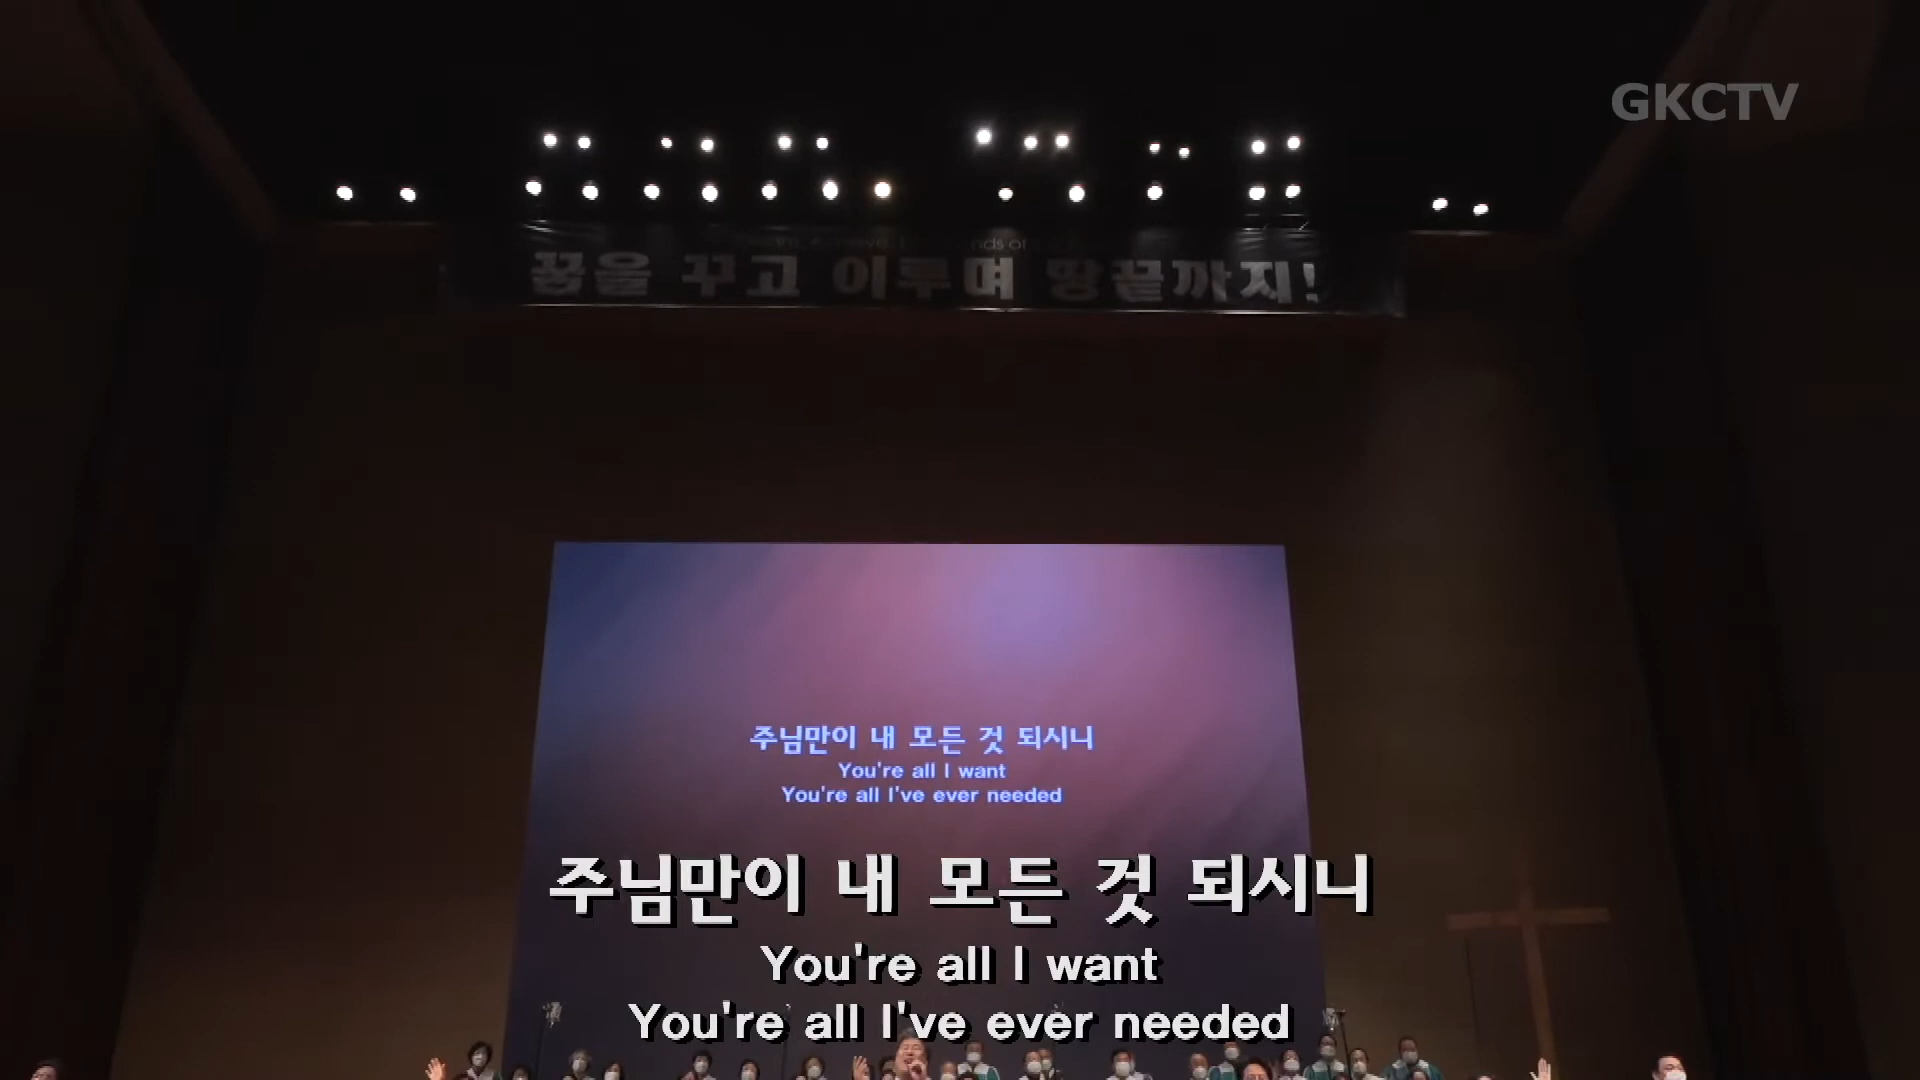 GKCTV
nds of
꿈을 꾸고 이루며 땅끝까지!
주님만이 내 모든 것 되시니
You're all I want
You're all I've ever needed
주님만이 내 모든 것 되시니
You're all I want
You're all I've ever needed